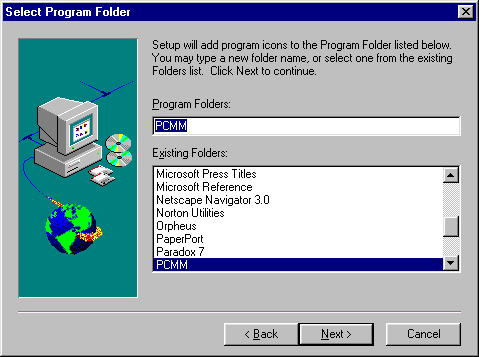 Select Program Folder
Setup will add program icons to the Program Folder listed below.
You may type a new folder name, or select one from the existing
Folders list.  Click Next to continue.
Program Folders:
PCMM
Existing Folders:
Microsoft Press Titles
Microsoft Reference
Netscape Navigator 3.0
Norton Utilities
Orpheus
PaperPort
Paradox 7
PCMM
< Back
Next >
Cancel